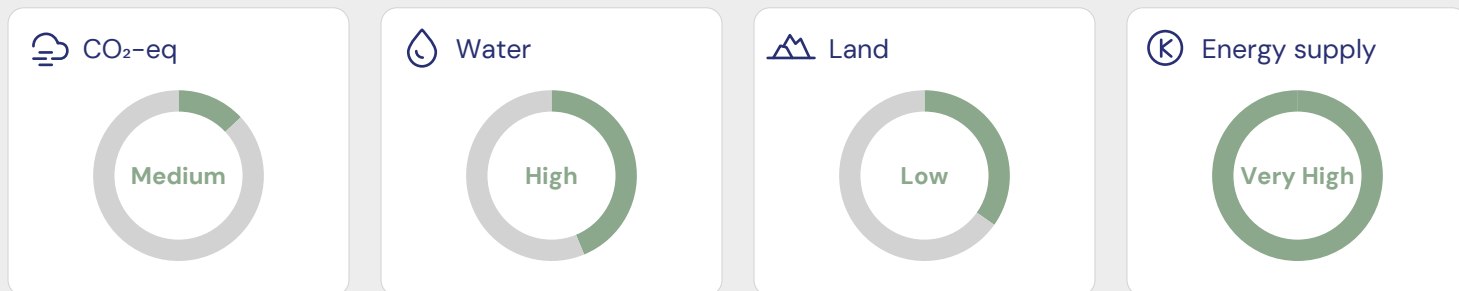 CO₂-eq
Medium
Water
High
Land
Low
Energy supply
Very High